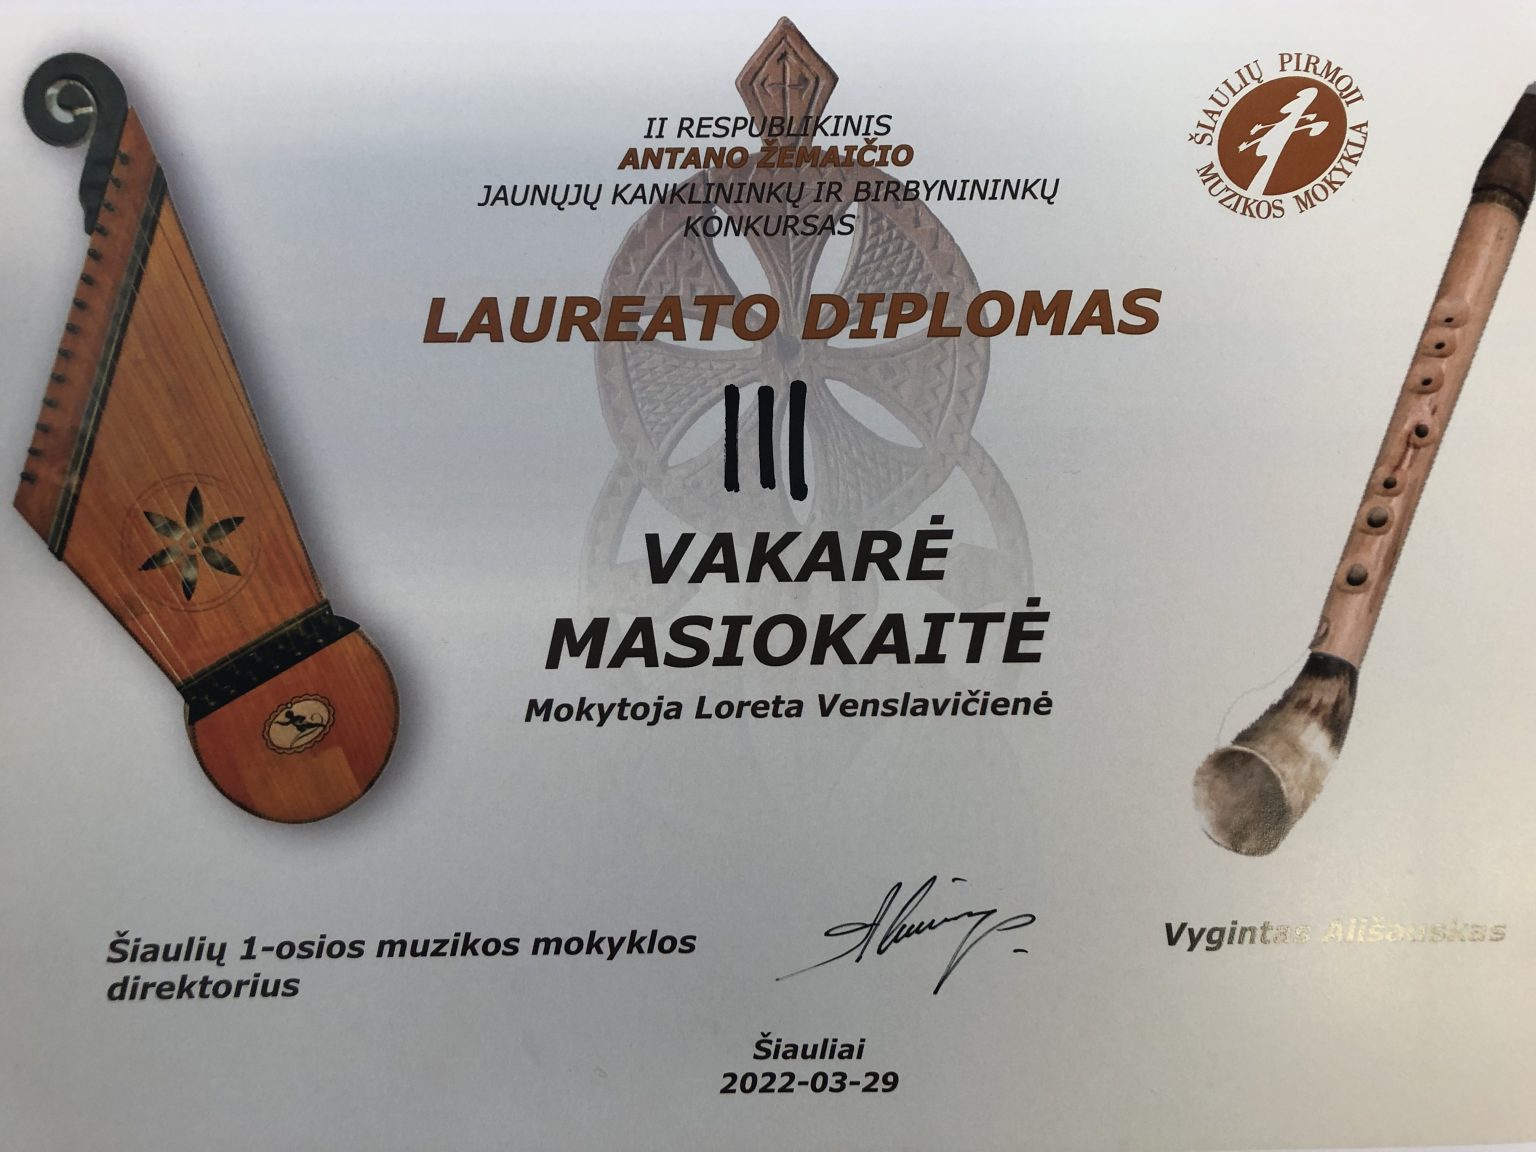 II RESPUBLIKINIS
ANTANO ŽEMAIČIO
JAUNŲJŲ KANKLININKŲ IR BIRBYNININKŲ
KONKURSAS
ŠIAULIŲ PIRMOJI
MUZIKOS MOKYKLA
LAUREATO DIPLOMAS
III
VAKARĖ
MASIOKAITĖ
Mokytoja Loreta Venslavičienė
Šiaulių 1-osios muzikos mokyklos
direktorius
Vygintas Ališauskas
Šiauliai
2022-03-29